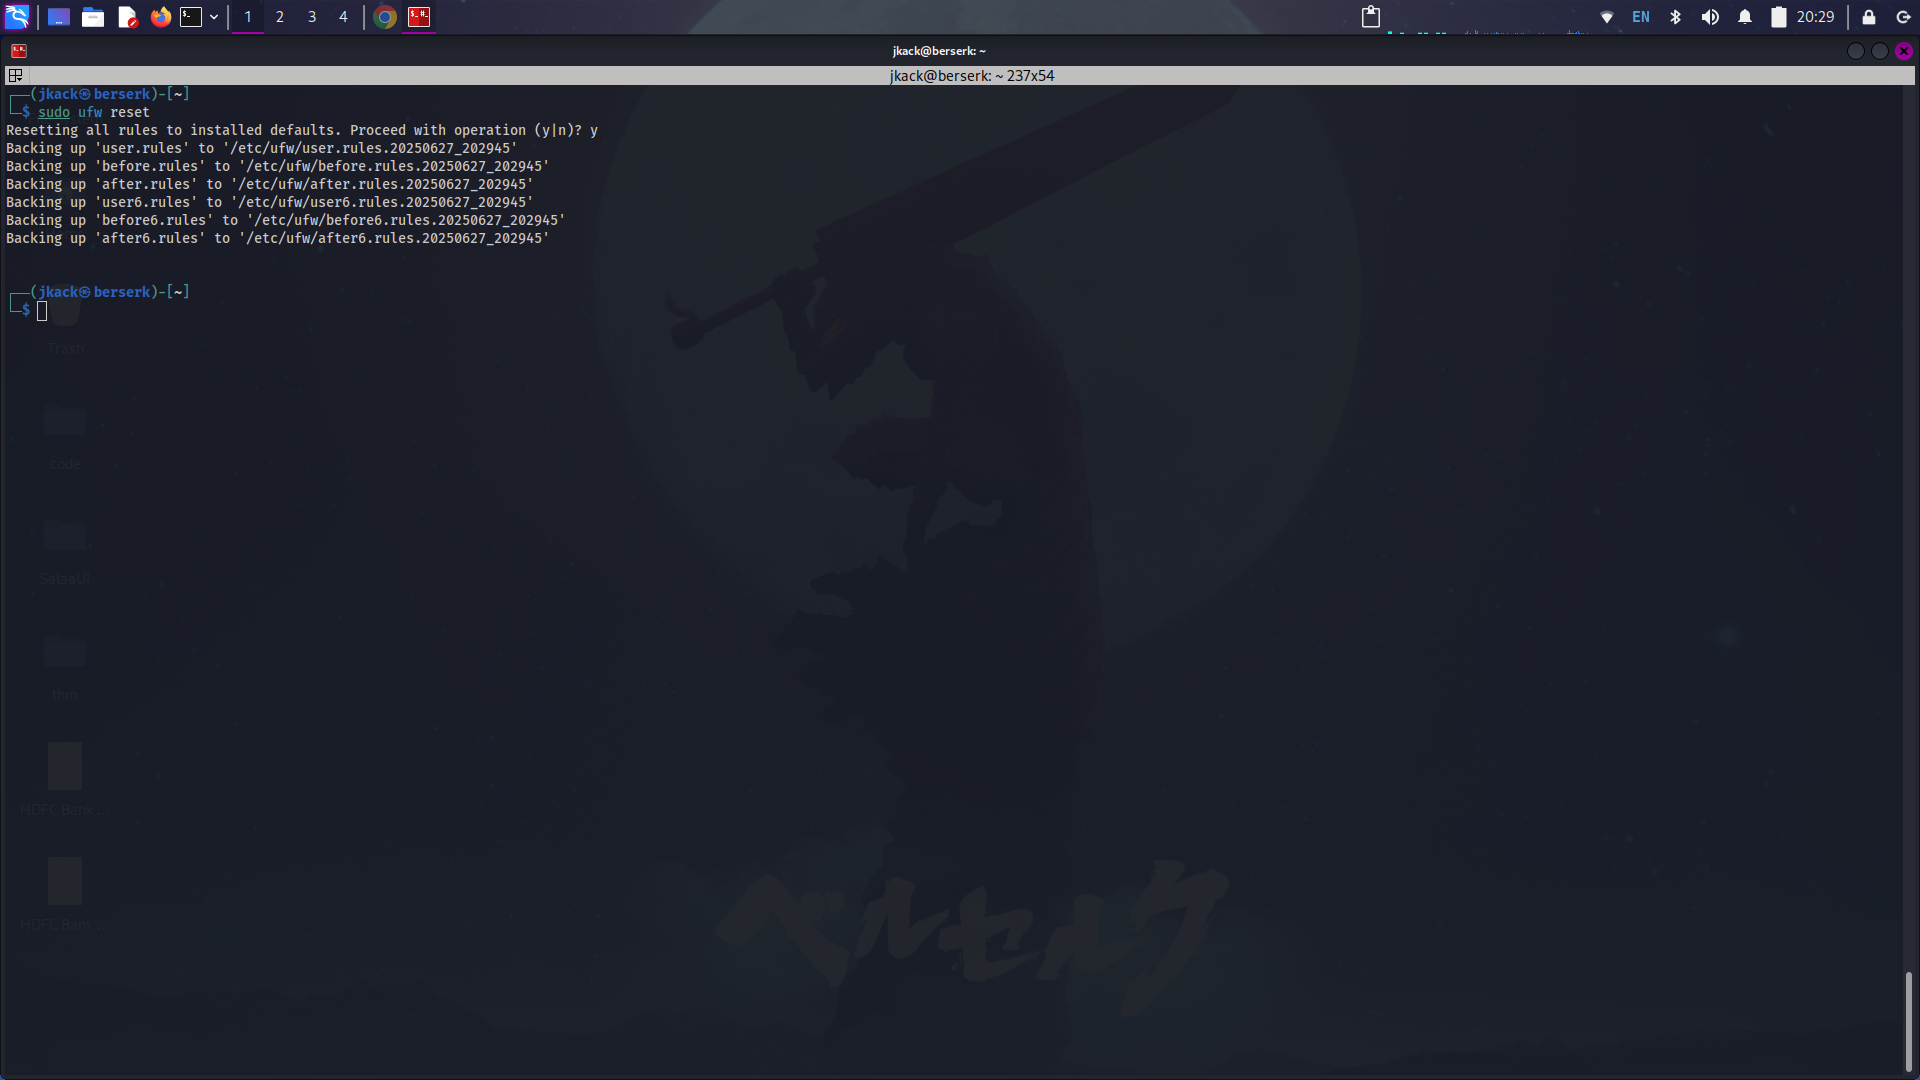 1 2 3 4 EN 20:29
jkack@berserk: ~
jkack@berserk: ~ 237x54
┌──(jkack㉿berserk)-[~]
└─$ sudo ufw reset
Resetting all rules to installed defaults. Proceed with operation (y|n)? y
Backing up 'user.rules' to '/etc/ufw/user.rules.20250627_202945'
Backing up 'before.rules' to '/etc/ufw/before.rules.20250627_202945'
Backing up 'after.rules' to '/etc/ufw/after.rules.20250627_202945'
Backing up 'user6.rules' to '/etc/ufw/user6.rules.20250627_202945'
Backing up 'before6.rules' to '/etc/ufw/before6.rules.20250627_202945'
Backing up 'after6.rules' to '/etc/ufw/after6.rules.20250627_202945'
┌──(jkack㉿berserk)-[~]
└─$
Trash
code
SalaaUI
thm
HDFC Bank ...
HDFC Bank ...
ベルセルク